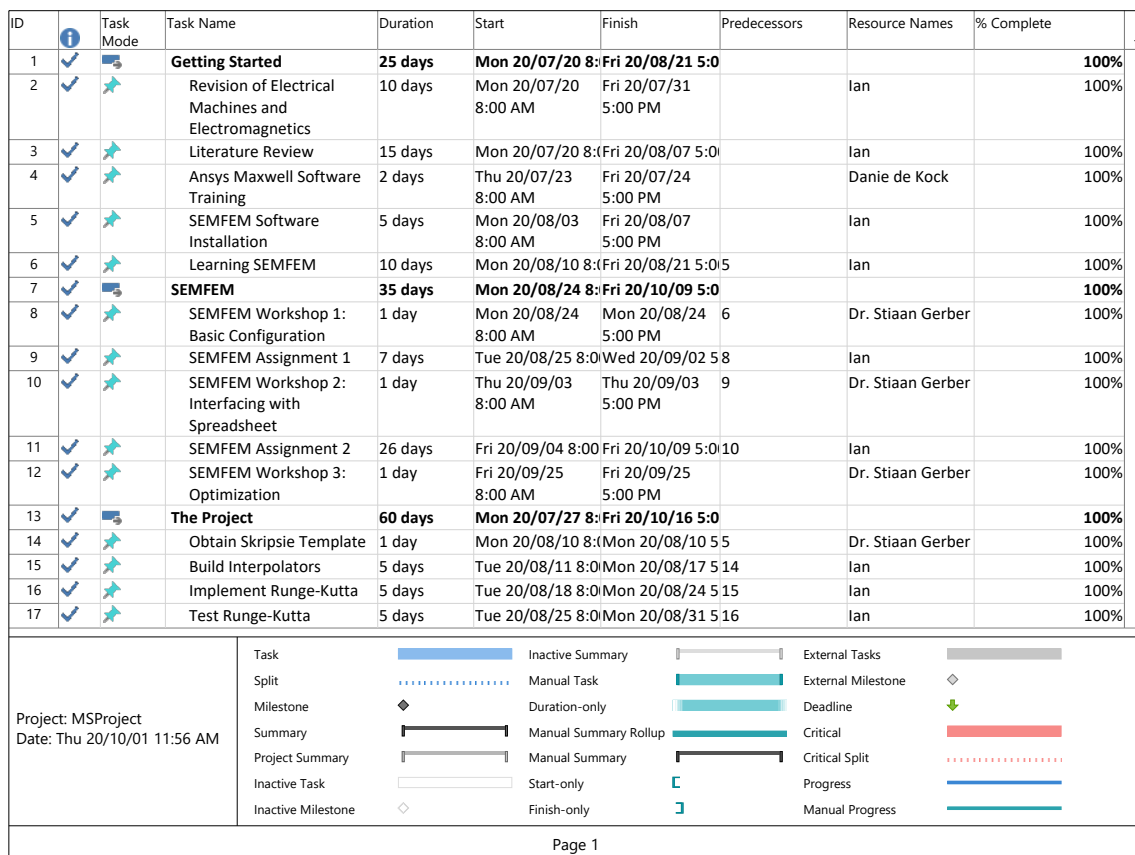 ID Task Mode Task Name Duration Start Finish Predecessors Resource Names % Complete
1 Getting Started 25 days Mon 20/07/20 8: Fri 20/08/21 5:0 100%
2 Revision of Electrical Machines and Electromagnetics 10 days Mon 20/07/20 8:00 AM Fri 20/07/31 5:00 PM Ian 100%
3 Literature Review 15 days Mon 20/07/20 8:( Fri 20/08/07 5:0( Ian 100%
4 Ansys Maxwell Software Training 2 days Thu 20/07/23 8:00 AM Fri 20/07/24 5:00 PM Danie de Kock 100%
5 SEMFEM Software Installation 5 days Mon 20/08/03 8:00 AM Fri 20/08/07 5:00 PM Ian 100%
6 Learning SEMFEM 10 days Mon 20/08/10 8:( Fri 20/08/21 5:0( 5 Ian 100%
7 SEMFEM 35 days Mon 20/08/24 8: Fri 20/10/09 5:0 100%
8 SEMFEM Workshop 1: Basic Configuration 1 day Mon 20/08/24 8:00 AM Mon 20/08/24 5:00 PM 6 Dr. Stiaan Gerber 100%
9 SEMFEM Assignment 1 7 days Tue 20/08/25 8:0 Wed 20/09/02 5 8 Ian 100%
10 SEMFEM Workshop 2: Interfacing with Spreadsheet 1 day Thu 20/09/03 8:00 AM Thu 20/09/03 5:00 PM 9 Dr. Stiaan Gerber 100%
11 SEMFEM Assignment 2 26 days Fri 20/09/04 8:00 Fri 20/10/09 5:0( 10 Ian 100%
12 SEMFEM Workshop 3: Optimization 1 day Fri 20/09/25 8:00 AM Fri 20/09/25 5:00 PM Dr. Stiaan Gerber 100%
13 The Project 60 days Mon 20/07/27 8: Fri 20/10/16 5:0 100%
14 Obtain Skripsie Template 1 day Mon 20/08/10 8:( Mon 20/08/10 5 5 Dr. Stiaan Gerber 100%
15 Build Interpolators 5 days Tue 20/08/11 8:0 Mon 20/08/17 5 14 Ian 100%
16 Implement Runge-Kutta 5 days Tue 20/08/18 8:0 Mon 20/08/24 5 15 Ian 100%
17 Test Runge-Kutta 5 days Tue 20/08/25 8:0 Mon 20/08/31 5 16 Ian 100%
Project: MSProject
Date: Thu 20/10/01 11:56 AM
Task
Split
Milestone
Summary
Project Summary
Inactive Task
Inactive Milestone
Inactive Summary
Manual Task
Duration-only
Manual Summary Rollup
Manual Summary
Start-only
Finish-only
External Tasks
External Milestone
Deadline
Critical
Critical Split
Progress
Manual Progress
Page 1